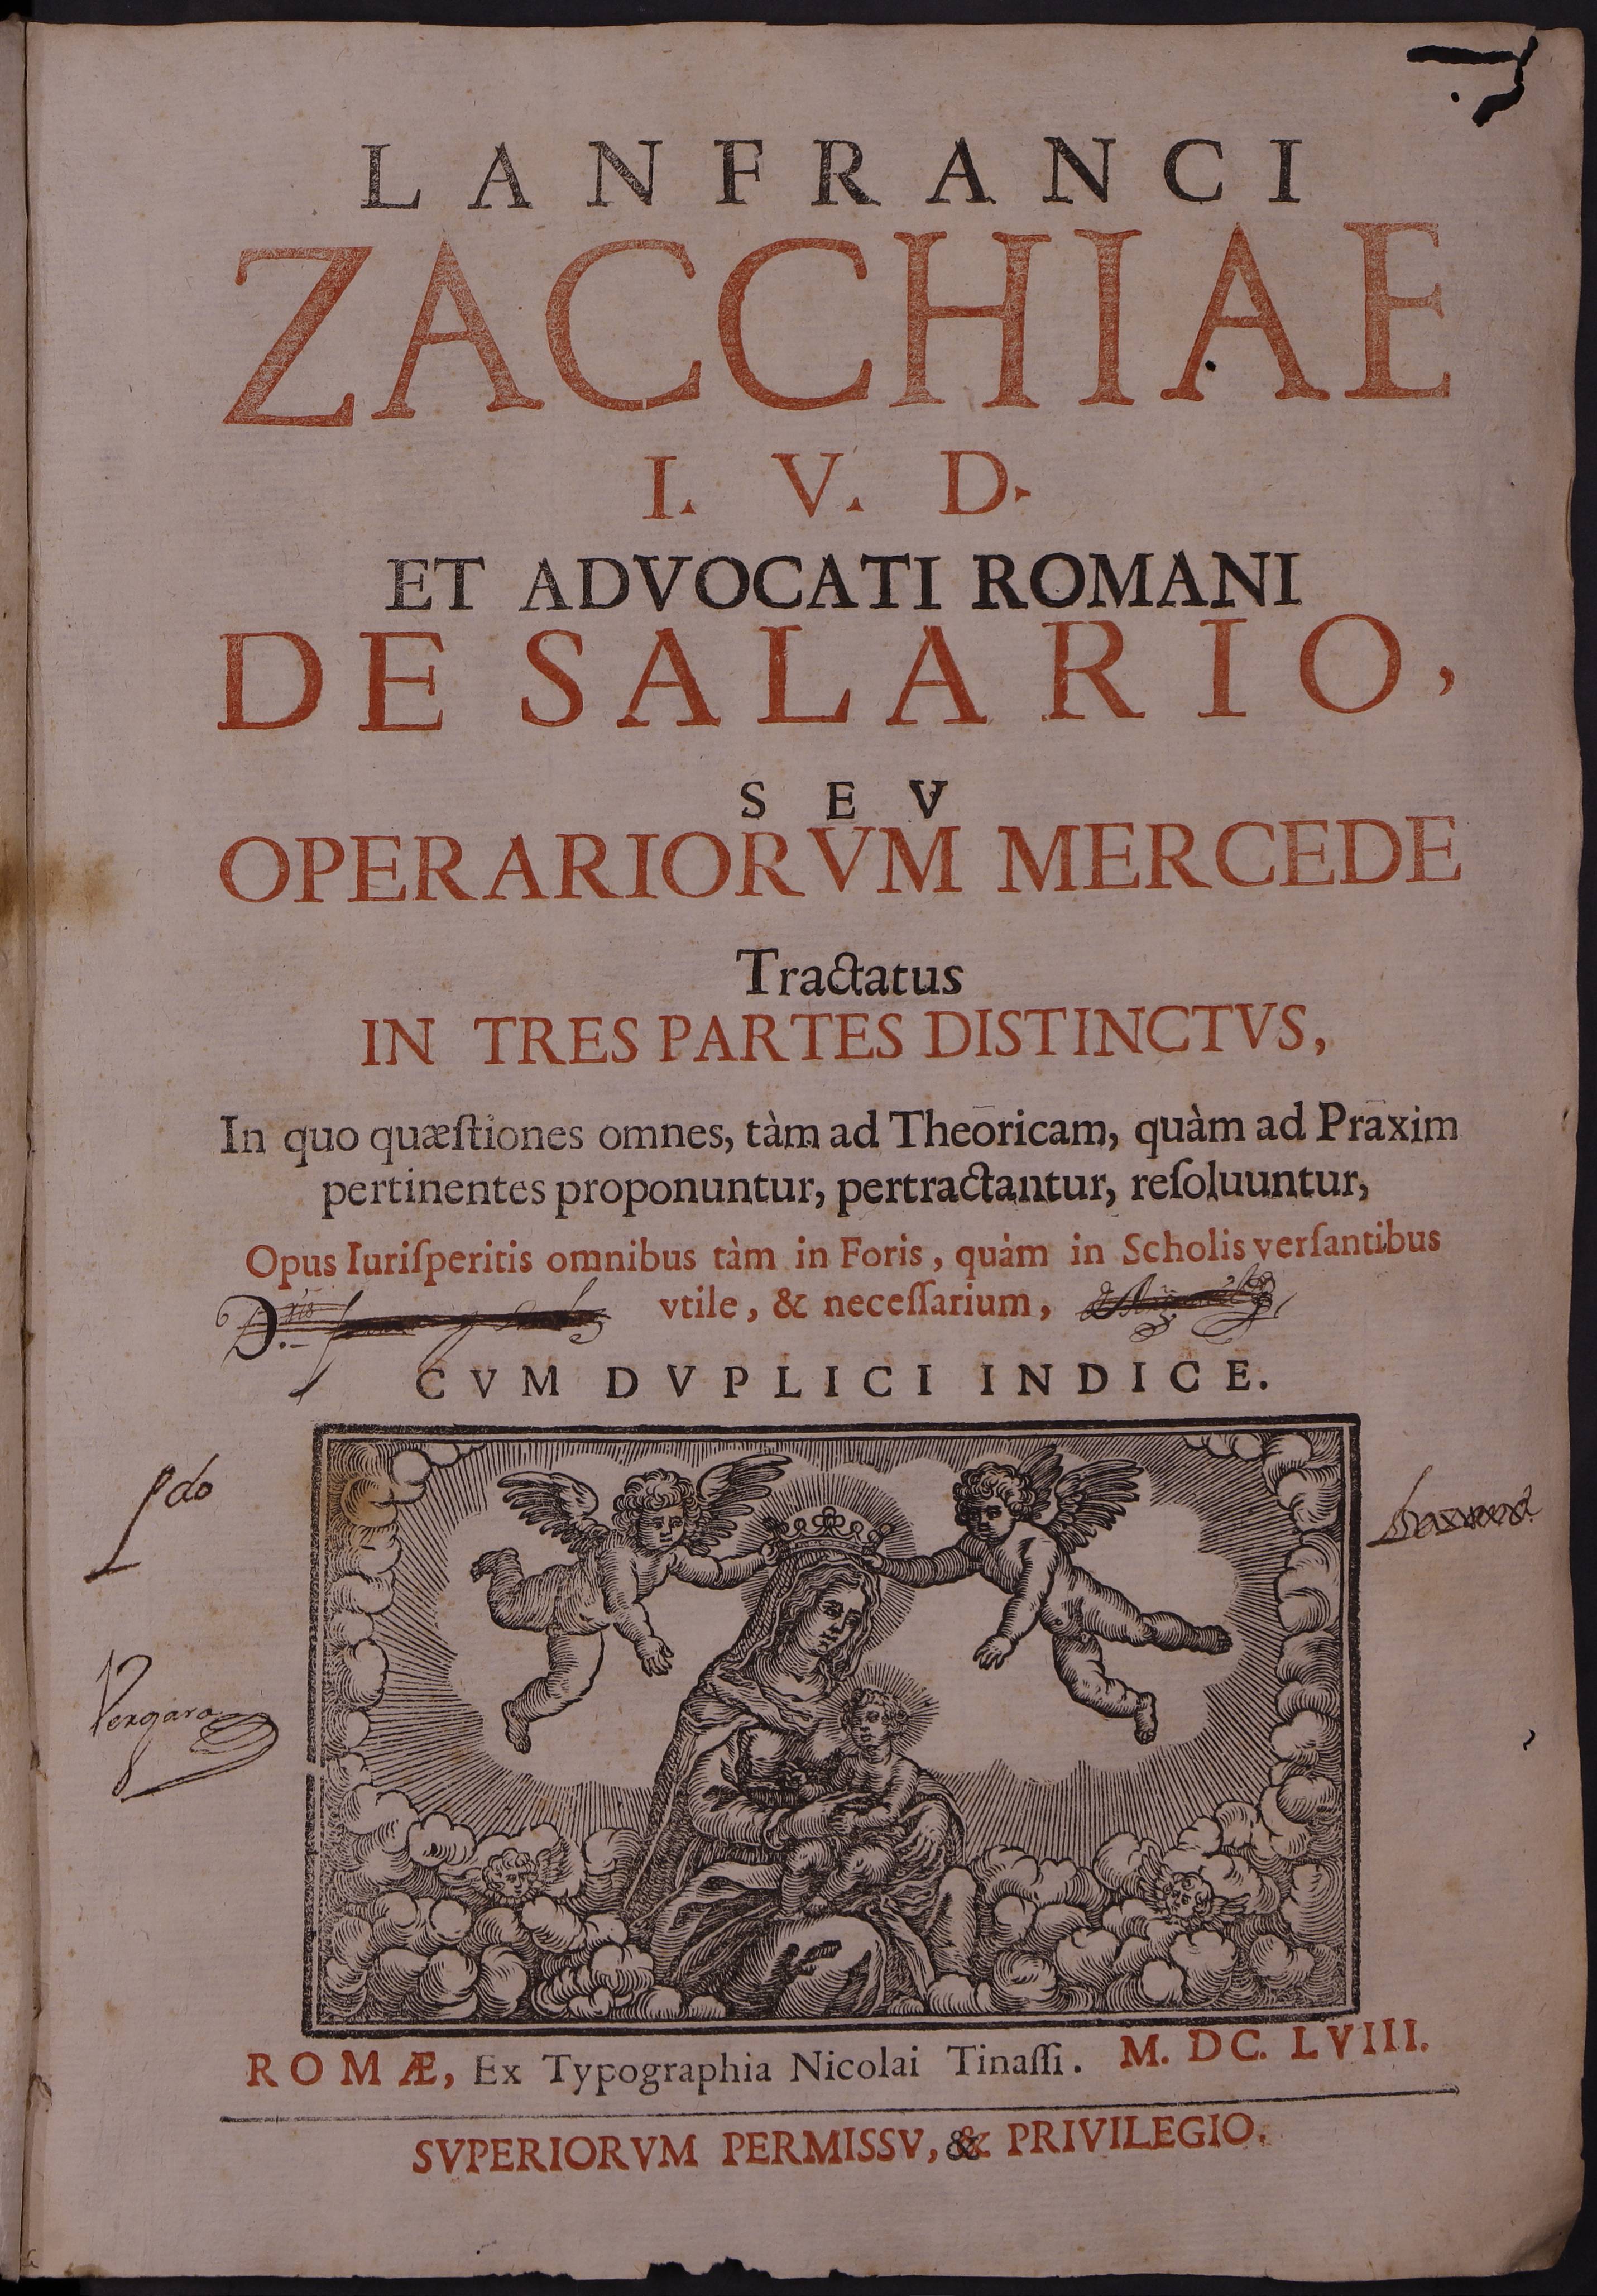 LANFRANCI
ZACCHIAE
I. V. D.
ET ADVOCATI ROMANI
DE SALARIO,
SEV
OPERARIORVM MERCEDE
Tractatus
IN TRES PARTES DISTINCTVS,
In quo quæſtiones omnes, tàm ad Theoricam, quàm ad Praxim
pertinentes proponuntur, pertractantur, reſoluuntur,
Opus Iuriſperitis omnibus tàm in Foris, quàm in Scholis verſantibus
vtile, & neceſſarium,
CVM DVPLICI INDICE.
Vergara
ROMÆ, Ex Typographia Nicolai Tinaſſi. M. DC. LVIII.
SVPERIORVM PERMISSV, & PRIVILEGIO.